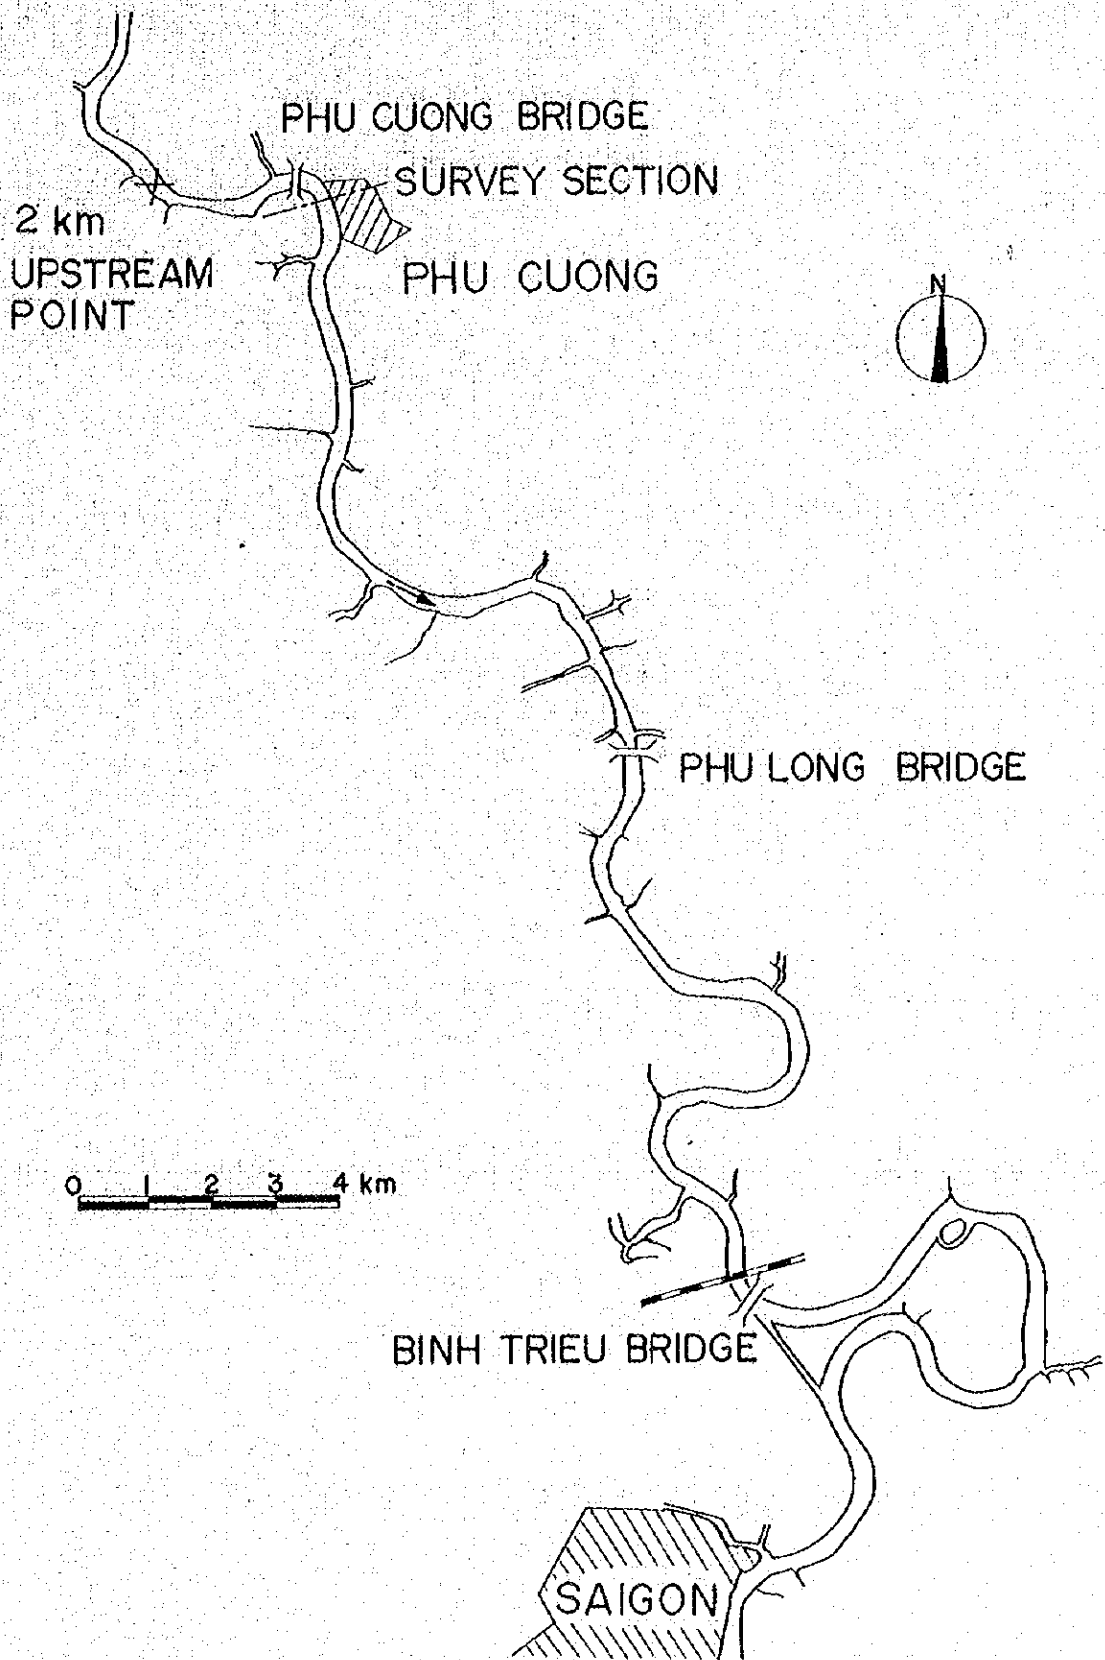 PHU CUONG BRIDGE
SURVEY SECTION
2 km
UPSTREAM
POINT
PHU CUONG
N
PHU LONG BRIDGE
0 1 2 3 4 km
BINH TRIEU BRIDGE
SAIGON